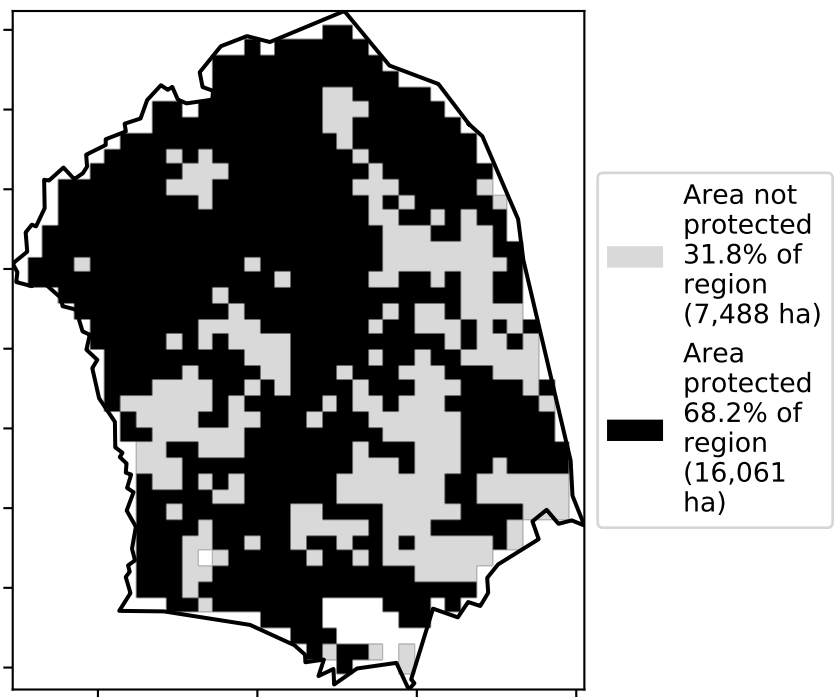 Area not
protected
31.8% of
region
(7,488 ha)
Area
protected
68.2% of
region
(16,061
ha)